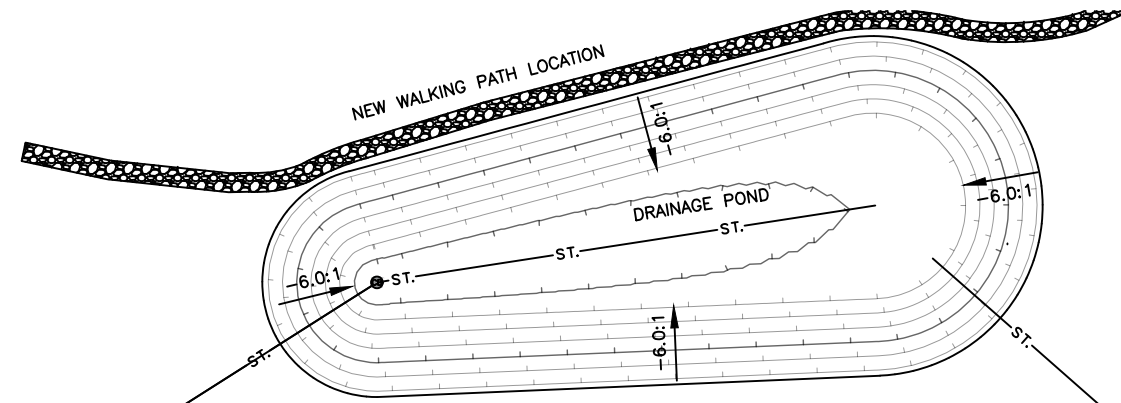 NEW WALKING PATH LOCATION
-6.0:1
-6.0:1
DRAINAGE POND
ST.
ST.
ST.
-6.0:1
-6.0:1
ST.
ST.